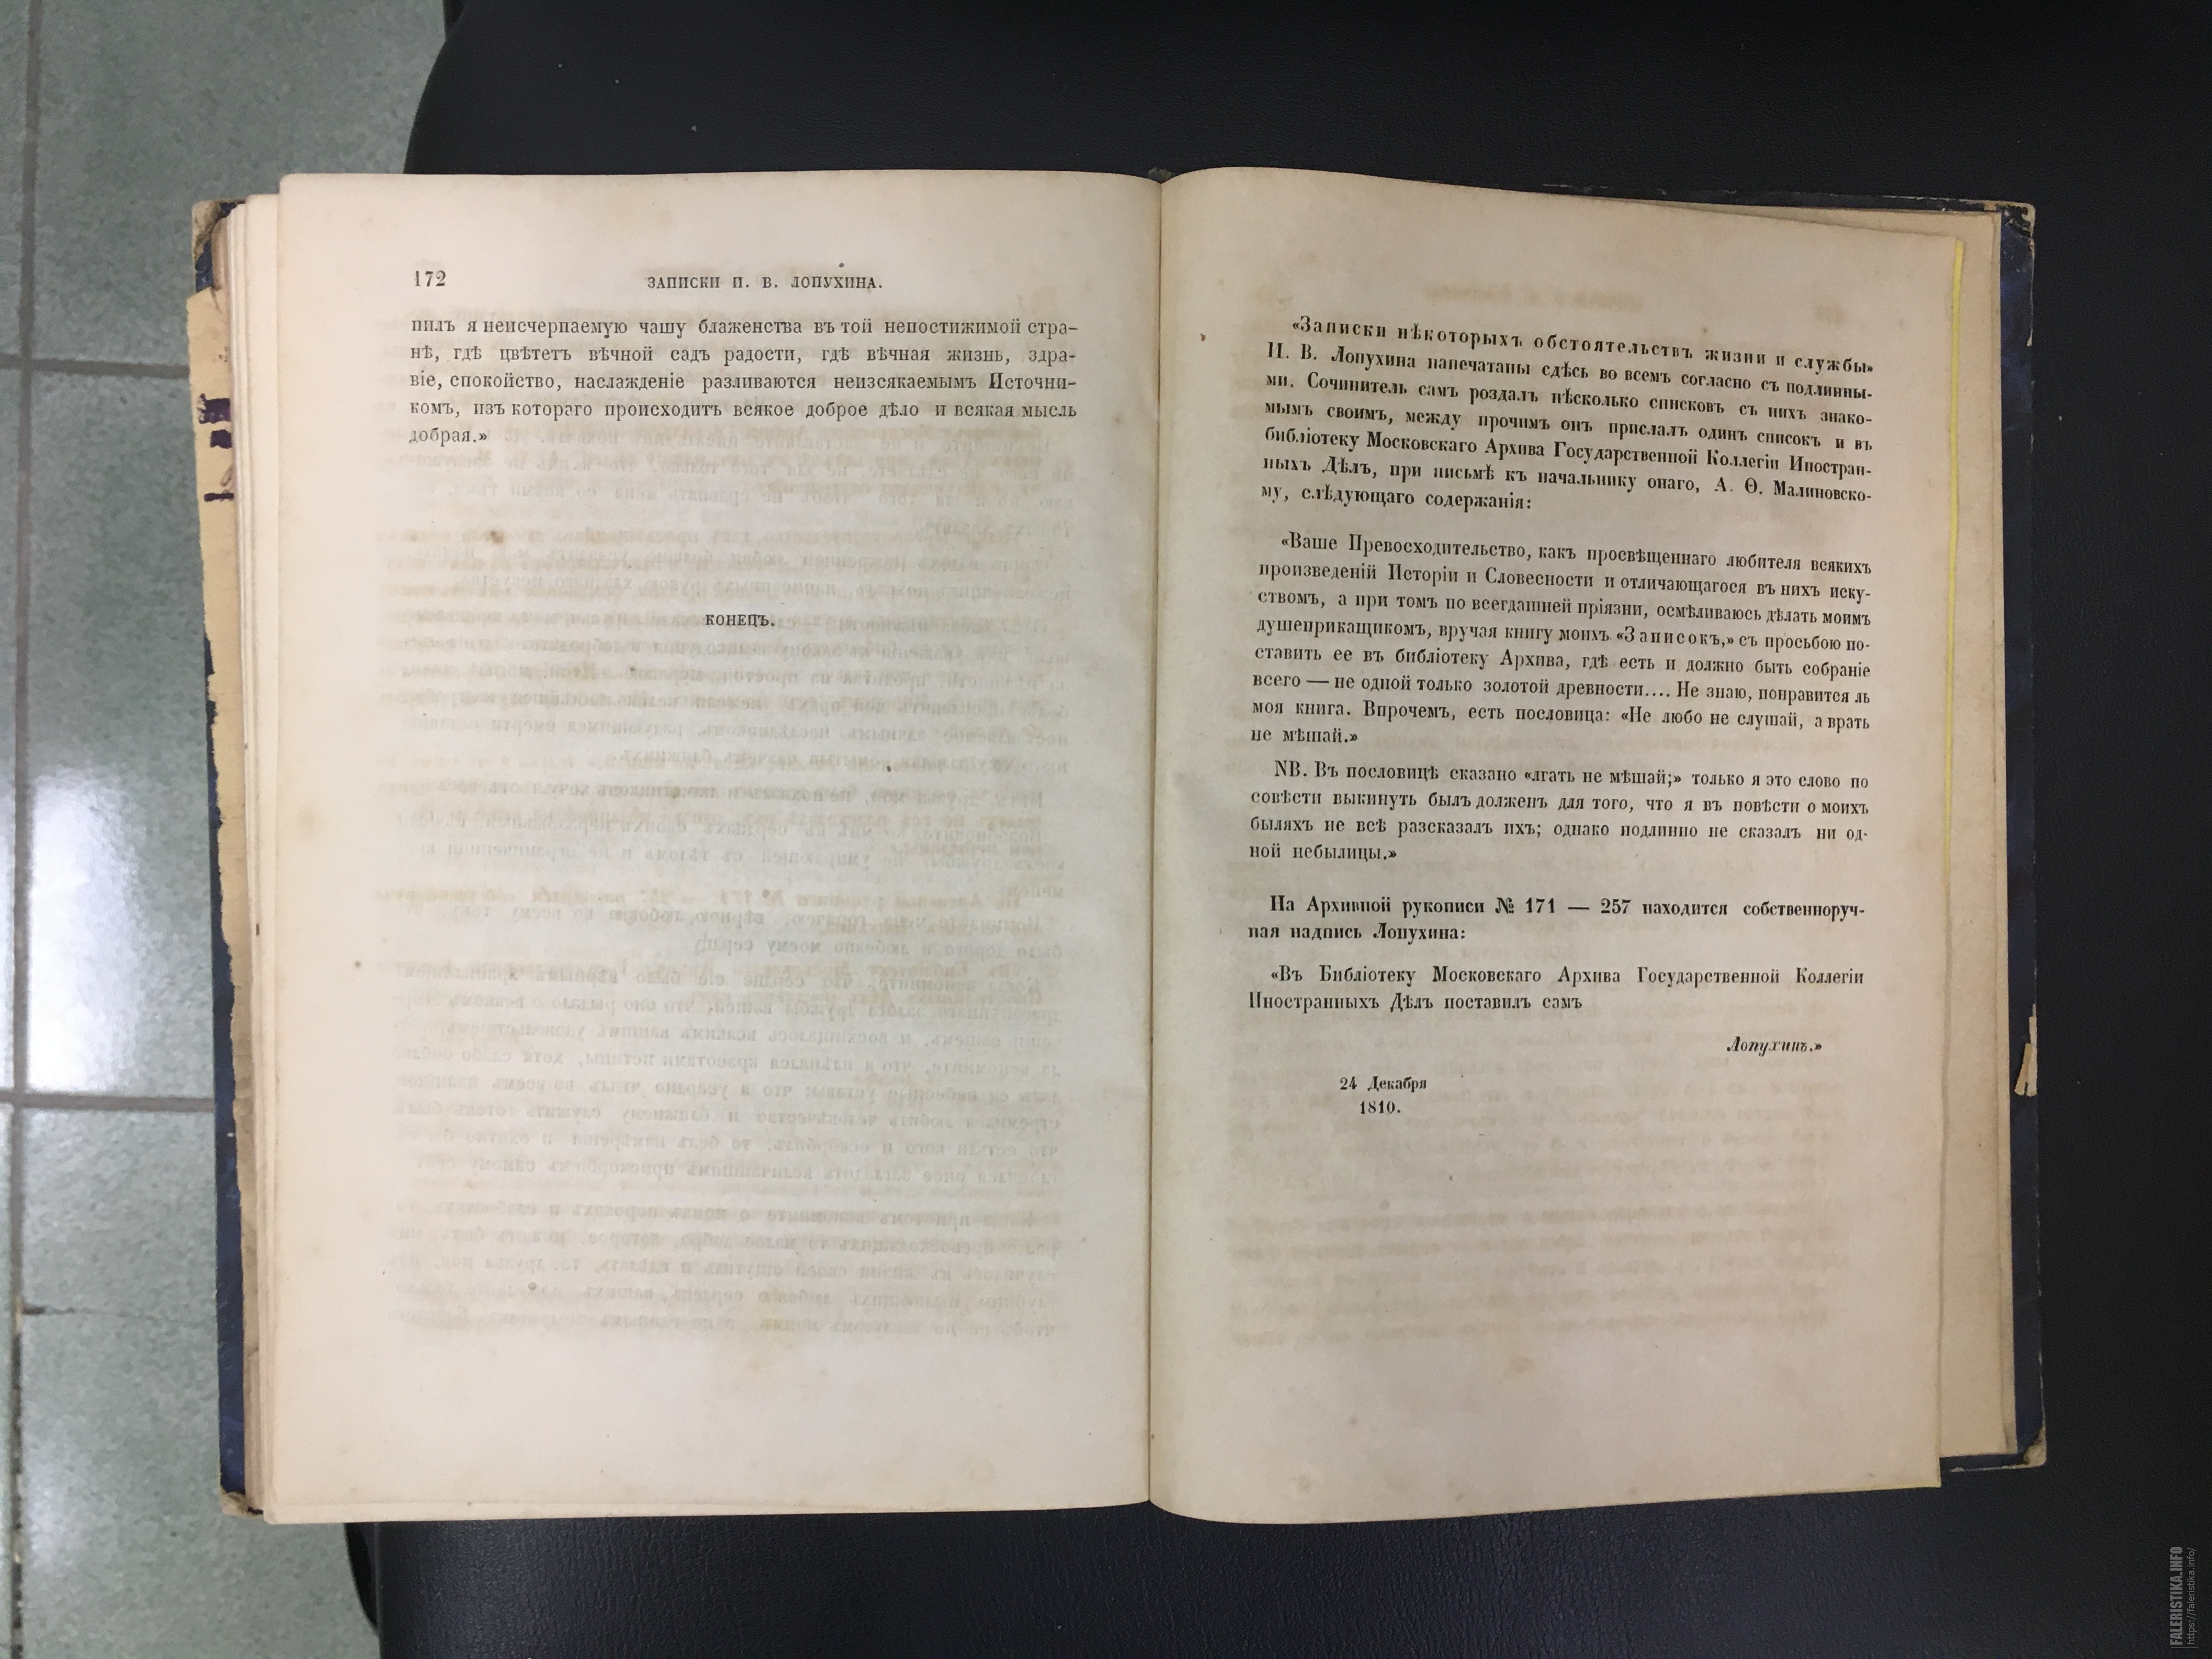 172
ЗАПИСКИ И. В. ЛОПУХИНА.
пилъ я неисчерпаемую чашу блаженства въ той непостижимой стра-
нѣ, гдѣ цвѣтетъ вѣчной садъ радости, гдѣ вѣчная жизнь, здра-
віе, спокойство, наслажденіе разливаются неизсякаемымъ Источни-
комъ, изъ котораго происходитъ всякое доброе дѣло и всякая мысль
добрая.»
КОНЕЦЪ.
«Записки нѣкоторыхъ обстоятельствъ жизни и службы»
И. В. Лопухина напечатаны сдѣсь во всемъ согласно съ подлинны-
ми. Сочинитель самъ роздалъ нѣсколько списковъ съ нихъ знако-
мымъ своимъ, между прочимъ онъ прислалъ одинъ список и въ
библіотеку Московскаго Архива Государственной Коллегіи Иностран-
ныхъ Дѣлъ, при письмѣ къ начальнику онаго, А. Ѳ. Малиновско-
му, слѣдующаго содержанія:
«Ваше Превосходительство, какъ просвѣщеннаго любителя всякихъ
произведеній Исторіи и Словесности и отличающагося въ нихъ иску-
ствомъ, а при томъ по всегдашней пріязни, осмѣливаюсь дѣлать моимъ
душеприкащикомъ, вручая книгу моихъ «Записокъ,» съ просьбою по-
ставить ее въ библіотеку Архива, гдѣ есть и должно быть собраніе
всего — не одной только золотой древности.... Не знаю, понравится ль
моя книга. Впрочемъ, есть пословица: «Не любо не слушай, а врать
не мѣшай.»
NB. Въ пословицѣ сказано «лгать не мѣшай;» только я это слово по
совѣсти выкинуть былъ долженъ для того, что я въ повѣсти о моихъ
быляхъ не всѣ разсказалъ ихъ; однако подлинно не сказалъ ни од-
ной небылицы.»
На Архивной рукописи № 171 — 257 находится собственноруч-
ная надпись Лопухина:
«Въ Библіотеку Московскаго Архива Государственной Коллегіи
Иностранныхъ Дѣлъ поставилъ самъ
Лопухинъ.»
24 Декабря
1810.
FALERISTIKA.INFO
https://faleristika.info/